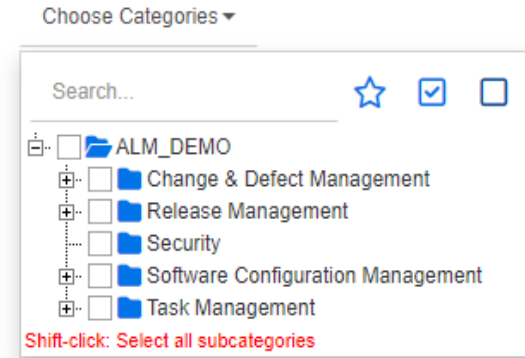 Choose Categories
Search...
ALM_DEMO
Change & Defect Management
Release Management
Security
Software Configuration Management
Task Management
Shift-click: Select all subcategories